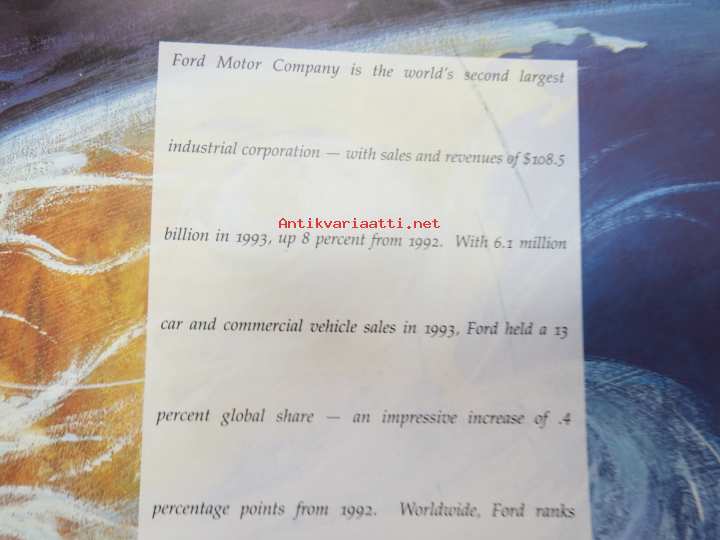 Ford Motor Company is the world's second largest
industrial corporation — with sales and revenues of $108.5
Antikvariaatti.net
billion in 1993, up 8 percent from 1992. With 6.1 million
car and commercial vehicle sales in 1993, Ford held a 13
percent global share — an impressive increase of .4
percentage points from 1992. Worldwide, Ford ranks